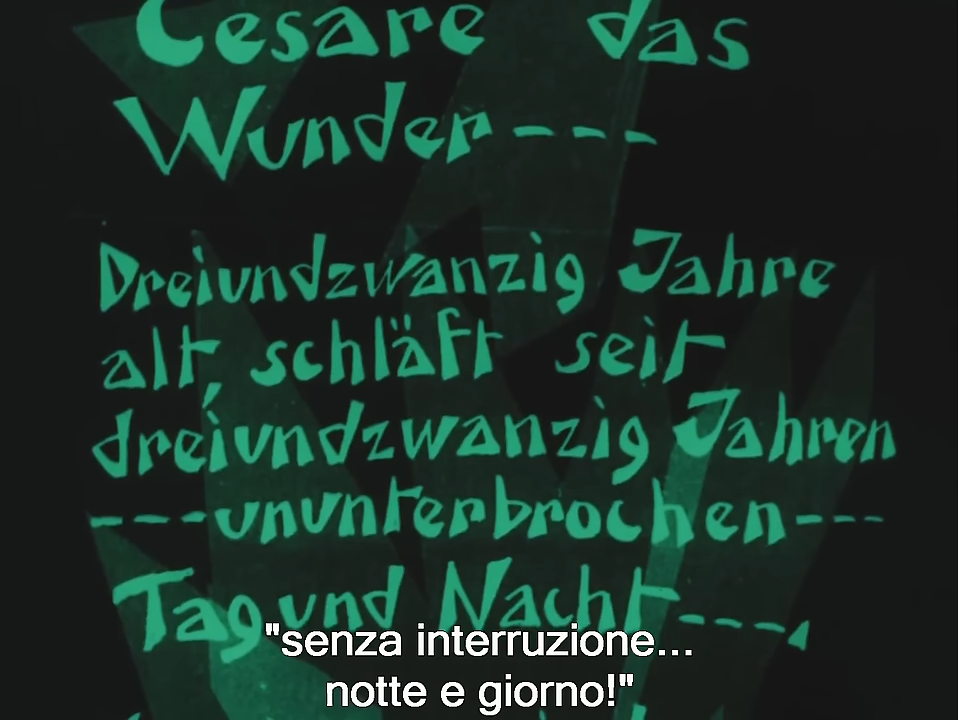 Cesare das
Wunder---
Dreiundzwanzig Jahre
alt, schläft seit
dreiundzwanzig Jahren
---ununterbrochen---
Tag und Nacht----,
"senza interruzione...
notte e giorno!"